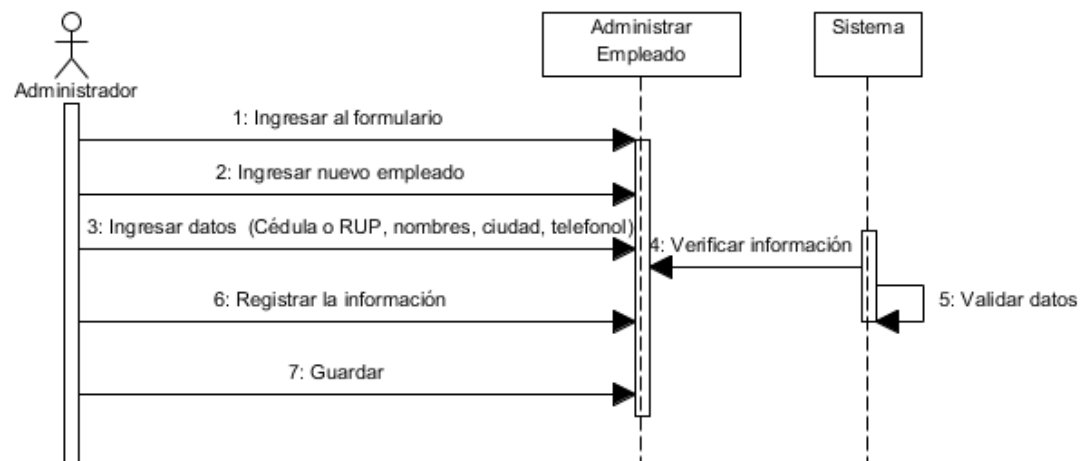 Administrar
Empleado
Sistema
Administrador
1: Ingresar al formulario
2: Ingresar nuevo empleado
3: Ingresar datos (Cédula o RUP, nombres, ciudad, telefonol)
4: Verificar información
5: Validar datos
6: Registrar la información
7: Guardar